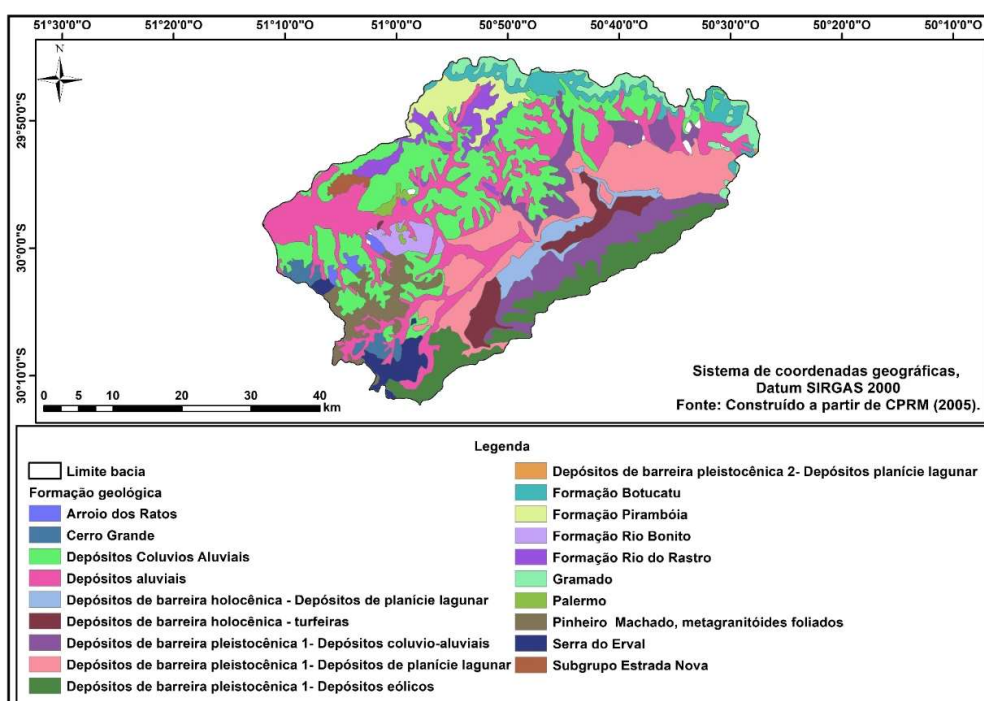 51°30'0"O 51°20'0"O 51°10'0"O 51°0'0"O 50°50'0"O 50°40'0"O 50°30'0"O 50°20'0"O 50°10'0"O
N
29°50'0"S
30°0'0"S
30°10'0"S
0 5 10 20 30 40
km
Sistema de coordenadas geográficas,
Datum SIRGAS 2000
Fonte: Construído a partir de CPRM (2005).
Legenda
Limite bacia
Formação geológica
Arroio dos Ratos
Cerro Grande
Depósitos Coluvios Aluviais
Depósitos aluviais
Depósitos de barreira holocênica - Depósitos de planície lagunar
Depósitos de barreira holocênica - turfeiras
Depósitos de barreira pleistocênica 1- Depósitos coluvio-aluviais
Depósitos de barreira pleistocênica 1- Depósitos de planície lagunar
Depósitos de barreira pleistocênica 1- Depósitos eólicos
Depósitos de barreira pleistocênica 2- Depósitos planície lagunar
Formação Botucatu
Formação Pirambóia
Formação Rio Bonito
Formação Rio do Rastro
Gramado
Palermo
Pinheiro Machado, metagranitóides foliados
Serra do Erval
Subgrupo Estrada Nova